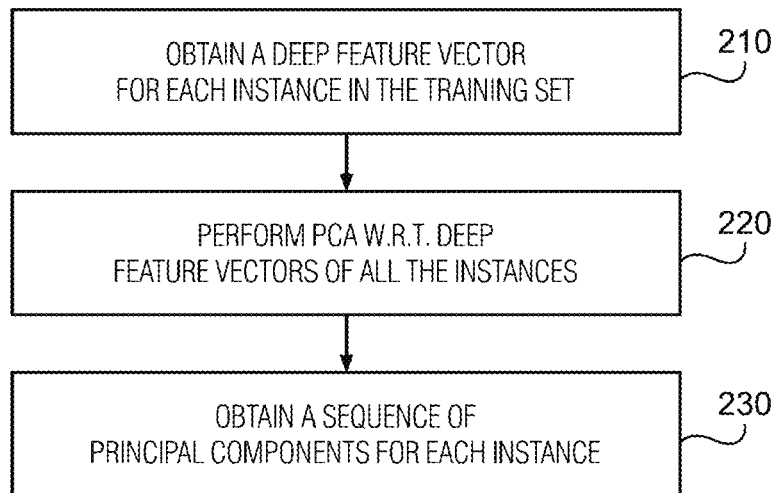 OBTAIN A DEEP FEATURE VECTOR
FOR EACH INSTANCE IN THE TRAINING SET
210
PERFORM PCA W.R.T. DEEP
FEATURE VECTORS OF ALL THE INSTANCES
220
OBTAIN A SEQUENCE OF
PRINCIPAL COMPONENTS FOR EACH INSTANCE
230